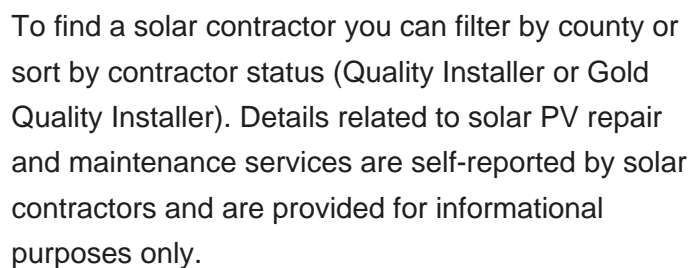 To find a solar contractor you can filter by county or
sort by contractor status (Quality Installer or Gold
Quality Installer). Details related to solar PV repair
and maintenance services are self-reported by solar
contractors and are provided for informational
purposes only.